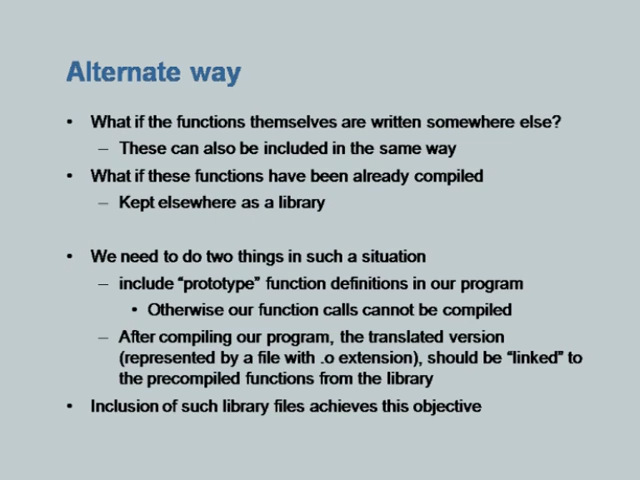 Alternate way
• What if the functions themselves are written somewhere else?
– These can also be included in the same way
• What if these functions have been already compiled
– Kept elsewhere as a library
• We need to do two things in such a situation
– include “prototype” function definitions in our program
• Otherwise our function calls cannot be compiled
– After compiling our program, the translated version
(represented by a file with .o extension), should be “linked” to
the precompiled functions from the library
• Inclusion of such library files achieves this objective